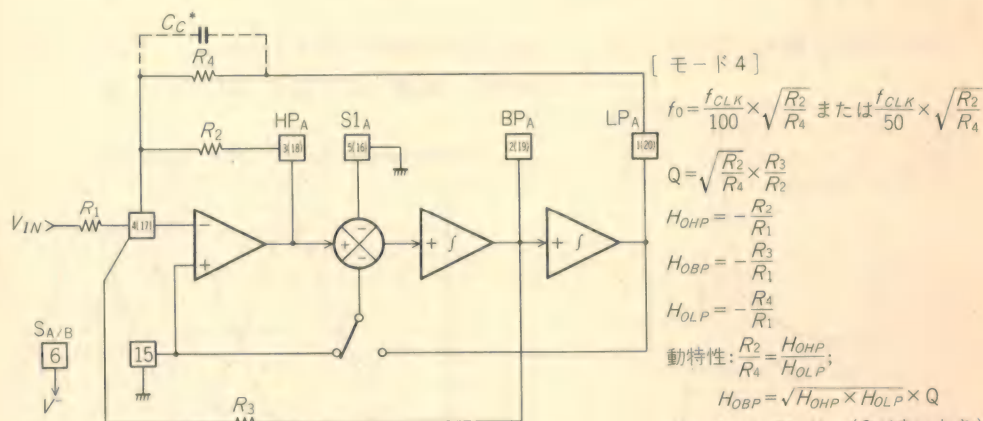 C_C*
R_4
R_2
HP_A
3(18)
S1_A
5(16)
BP_A
2(19)
LP_A
1(20)
V_IN
R_1
4(17)
−
+
+
−
−
+ ∫
+ ∫
S_A/B
6
V^-
15
R_3
[モード4]
f_0 = f_CLK/100 × √(R_2/R_4) または f_CLK/50 × √(R_2/R_4)
Q = √(R_2/R_4) × R_3/R_2
H_OHP = −R_2/R_1
H_OBP = −R_3/R_1
H_OLP = −R_4/R_1
動特性: R_2/R_4 = H_OHP/H_OLP;
H_OBP = √(H_OHP × H_OLP) × Q